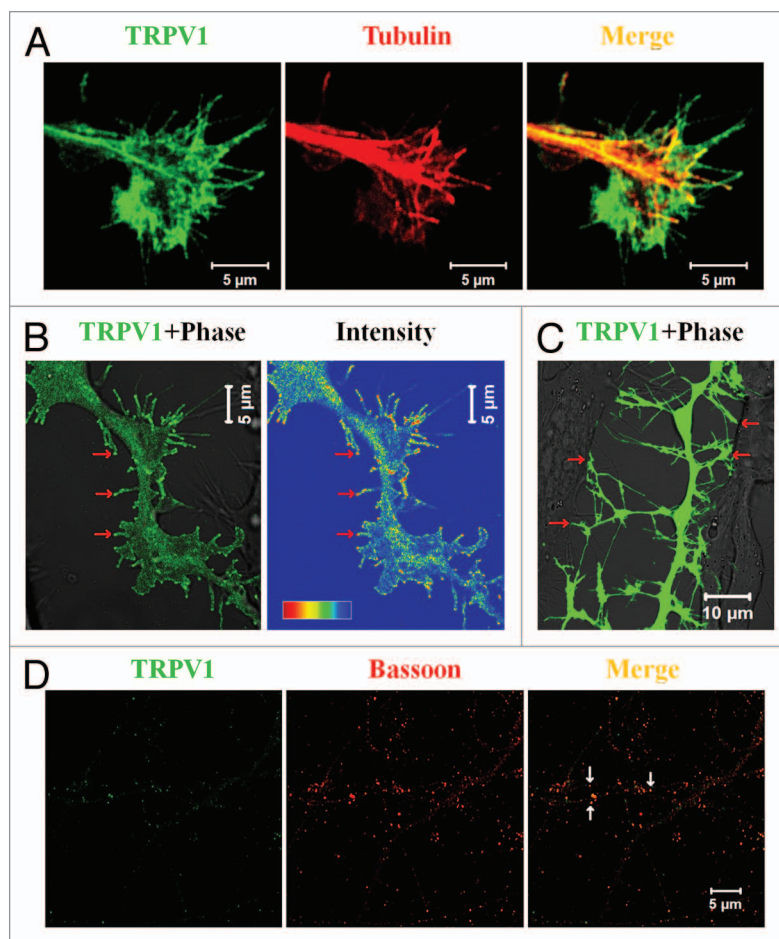 A
TRPV1
Tubulin
Merge
5 µm
5 µm
5 µm
B
TRPV1+Phase
Intensity
C
TRPV1+Phase
5 µm
5 µm
10 µm
D
TRPV1
Bassoon
Merge
5 µm